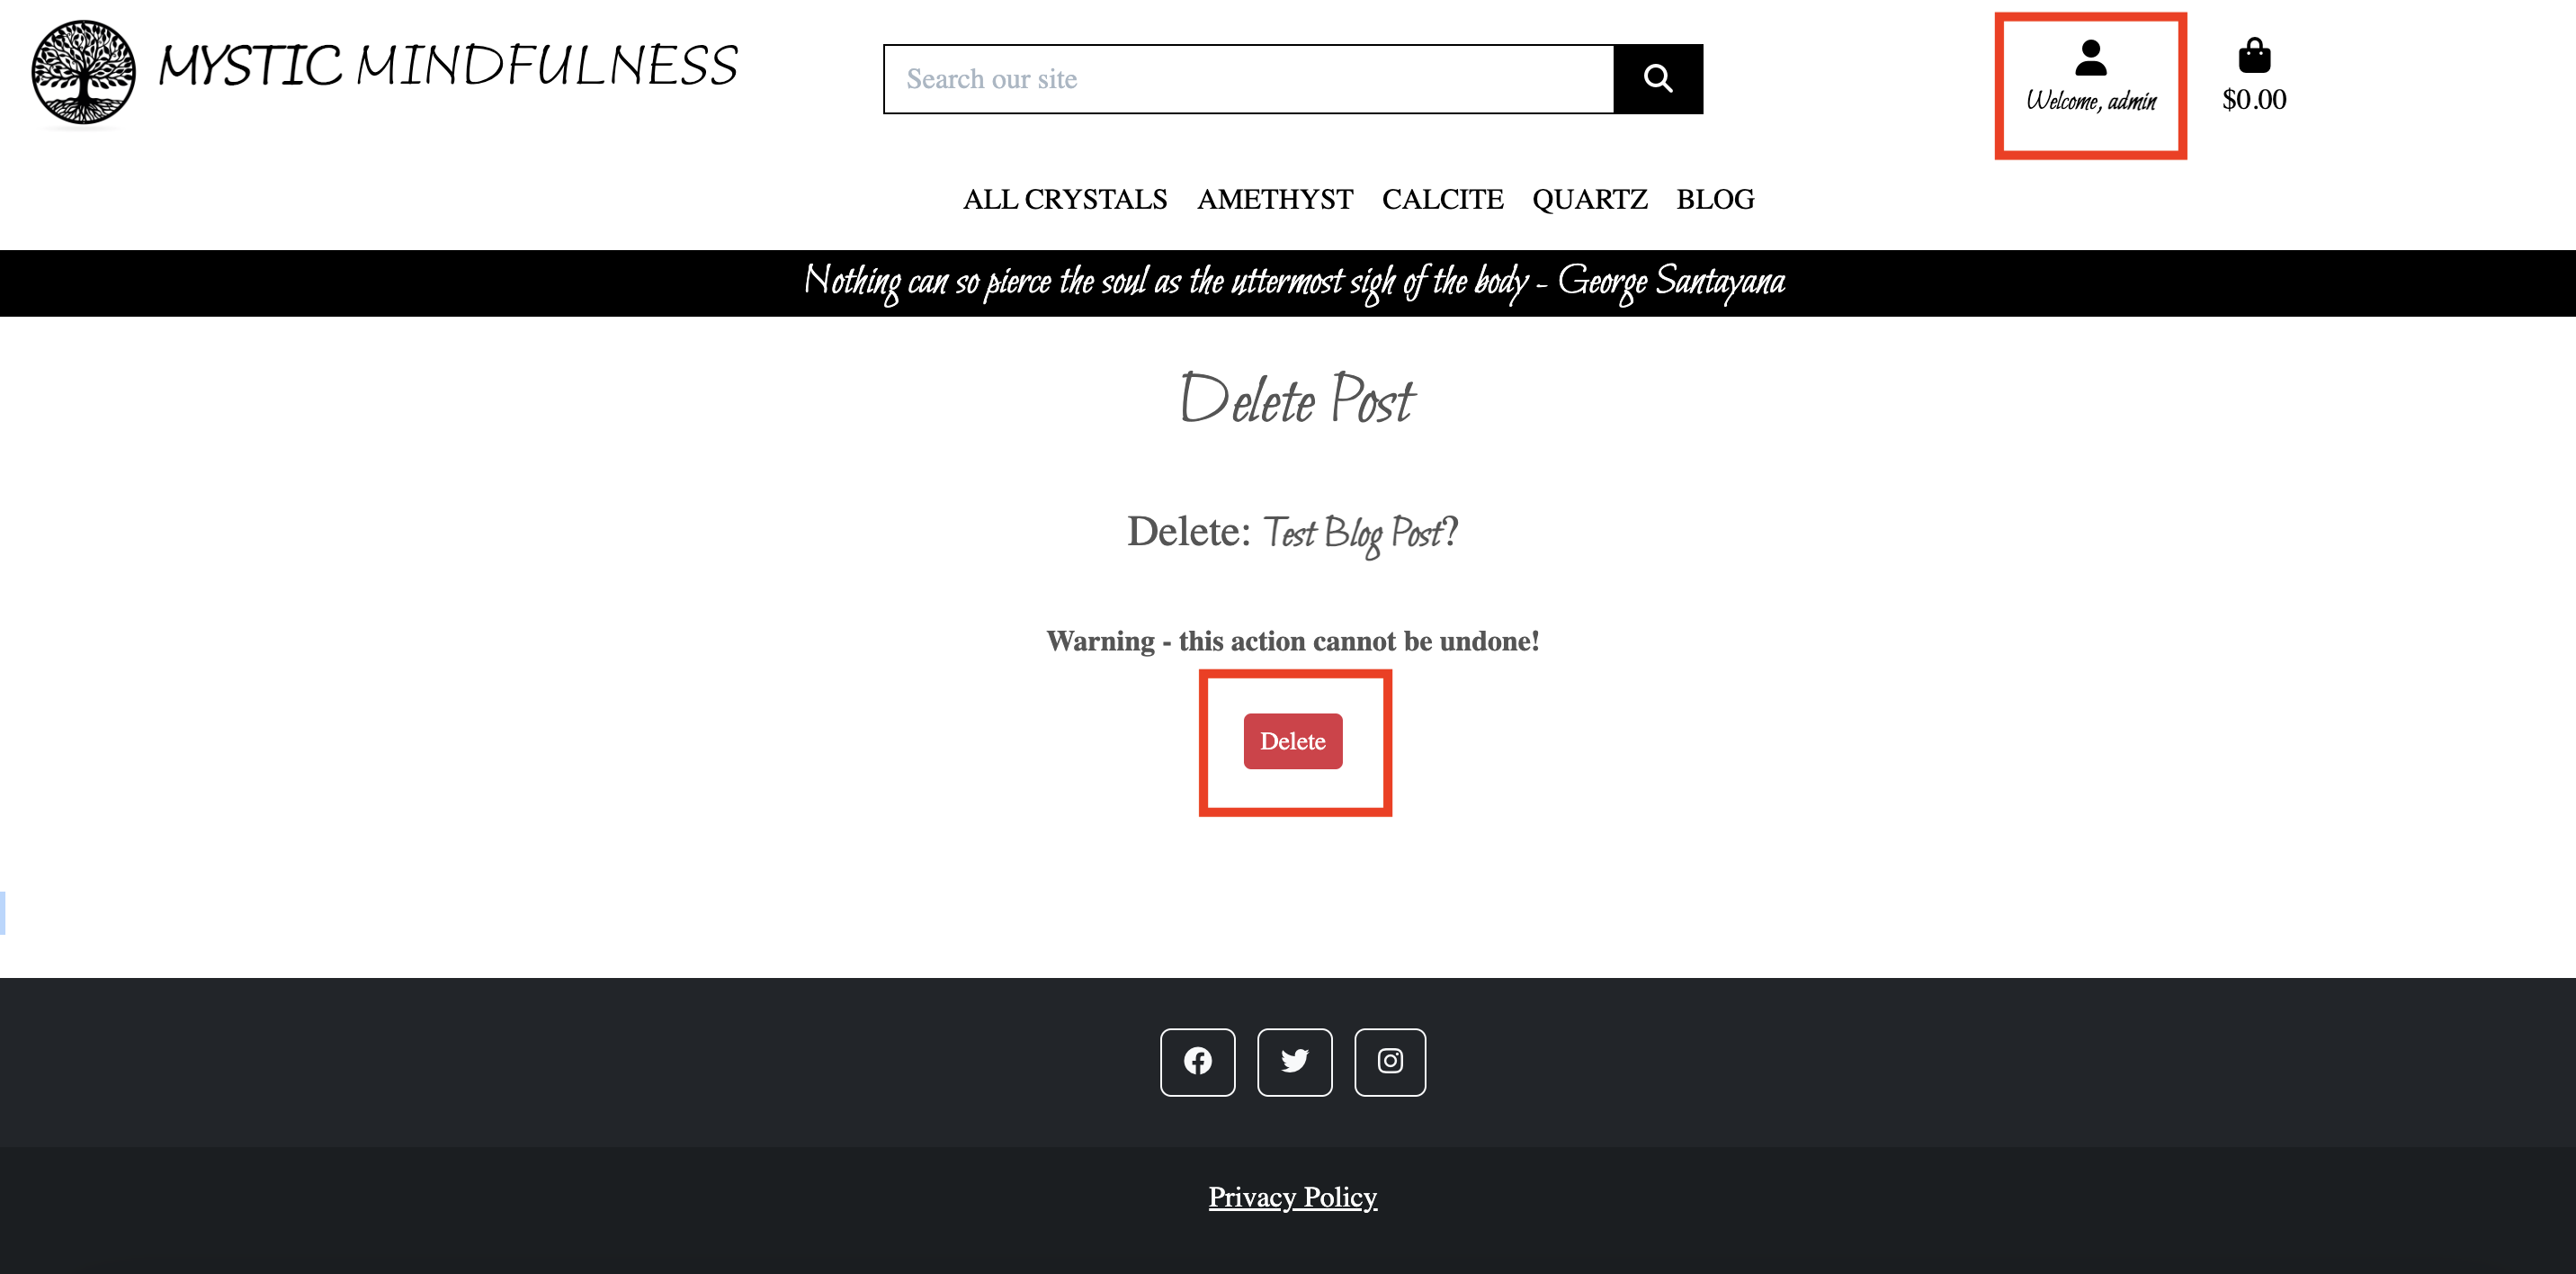 MYSTIC MINDFULNESS
Search our site
Welcome, admin
$0.00
ALL CRYSTALS AMETHYST CALCITE QUARTZ BLOG
Nothing can so pierce the soul as the uttermost sigh of the body - George Santayana
Delete Post
Delete: Test Blog Post?
Warning - this action cannot be undone!
Delete
Privacy Policy